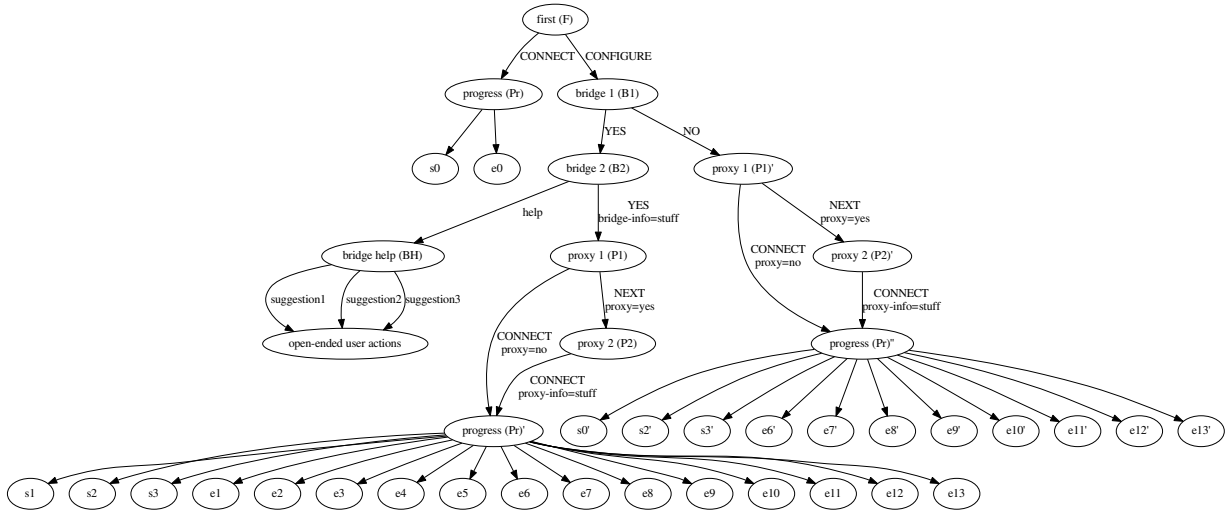 first (F)
CONNECT
CONFIGURE
progress (Pr)
bridge 1 (B1)
YES
NO
s0
e0
bridge 2 (B2)
proxy 1 (P1)'
help
YES
bridge-info=stuff
NEXT
proxy=yes
CONNECT
proxy=no
bridge help (BH)
proxy 1 (P1)
proxy 2 (P2)'
suggestion1
suggestion2
suggestion3
NEXT
proxy=yes
CONNECT
proxy-info=stuff
CONNECT
proxy=no
open-ended user actions
proxy 2 (P2)
progress (Pr)"
CONNECT
proxy-info=stuff
progress (Pr)'
s0'
s2'
s3'
e6'
e7'
e8'
e9'
e10'
e11'
e12'
e13'
s1
s2
s3
e1
e2
e3
e4
e5
e6
e7
e8
e9
e10
e11
e12
e13